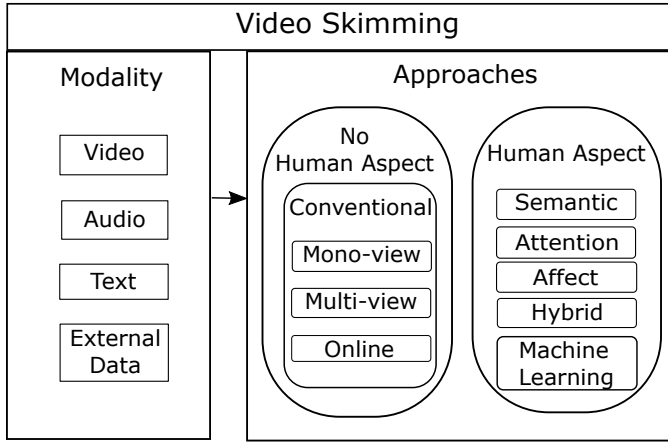 Video Skimming
Modality
Video
Audio
Text
External
Data
Approaches
No
Human Aspect
Conventional
Mono-view
Multi-view
Online
Human Aspect
Semantic
Attention
Affect
Hybrid
Machine
Learning